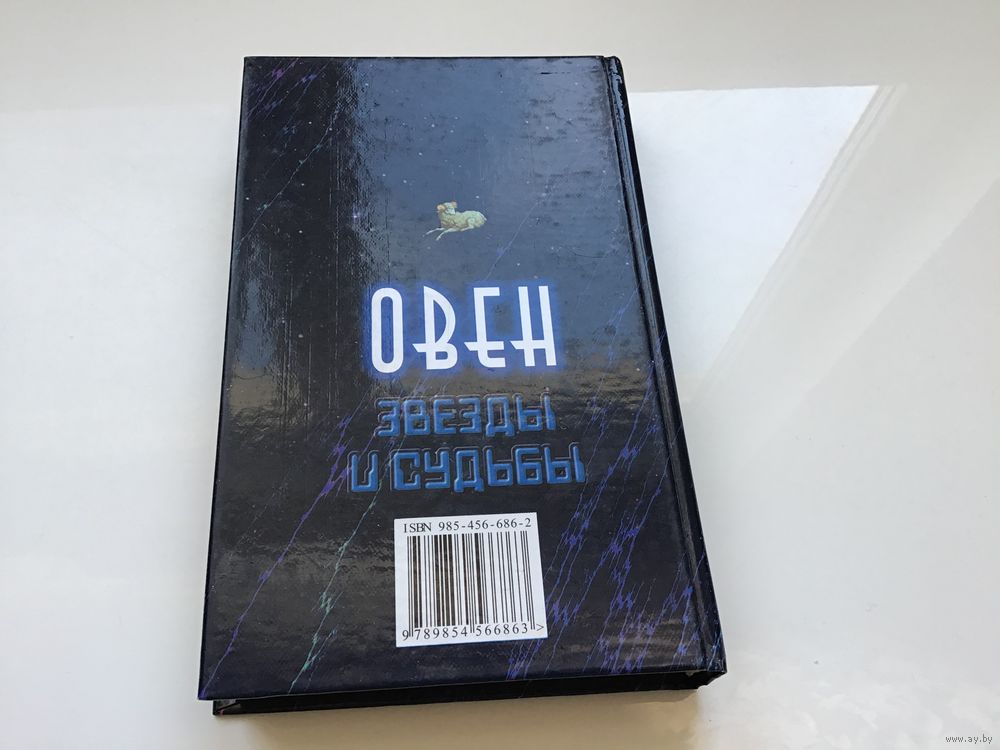 ОВЕН
ЗВЕЗДЫ
И СУДЬБЫ
ISBN 985-456-686-2
9 789854 566863 >
www.ay.by